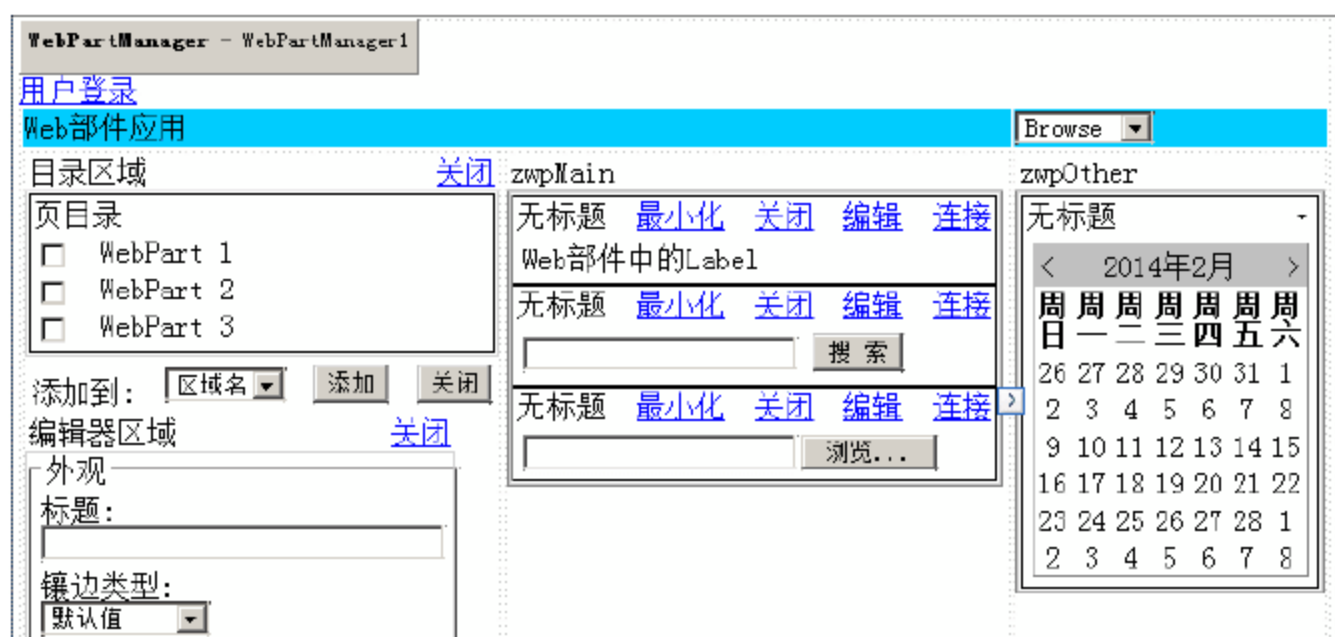 WebPartManager - WebPartManager1
用户登录
Web部件应用
Browse
目录区域 关闭
页目录
WebPart 1
WebPart 2
WebPart 3
添加到: 区域名 添加 关闭
编辑器区域 关闭
外观
标题:
镶边类型:
默认值
zwpMain
无标题 最小化 关闭 编辑 连接
Web部件中的Label
无标题 最小化 关闭 编辑 连接
搜 索
无标题 最小化 关闭 编辑 连接
浏览...
>
zwpOther
无标题
< 2014年2月 >
周日 周一 周二 周三 周四 周五 周六
26 27 28 29 30 31 1
2 3 4 5 6 7 8
9 10 11 12 13 14 15
16 17 18 19 20 21 22
23 24 25 26 27 28 1
2 3 4 5 6 7 8